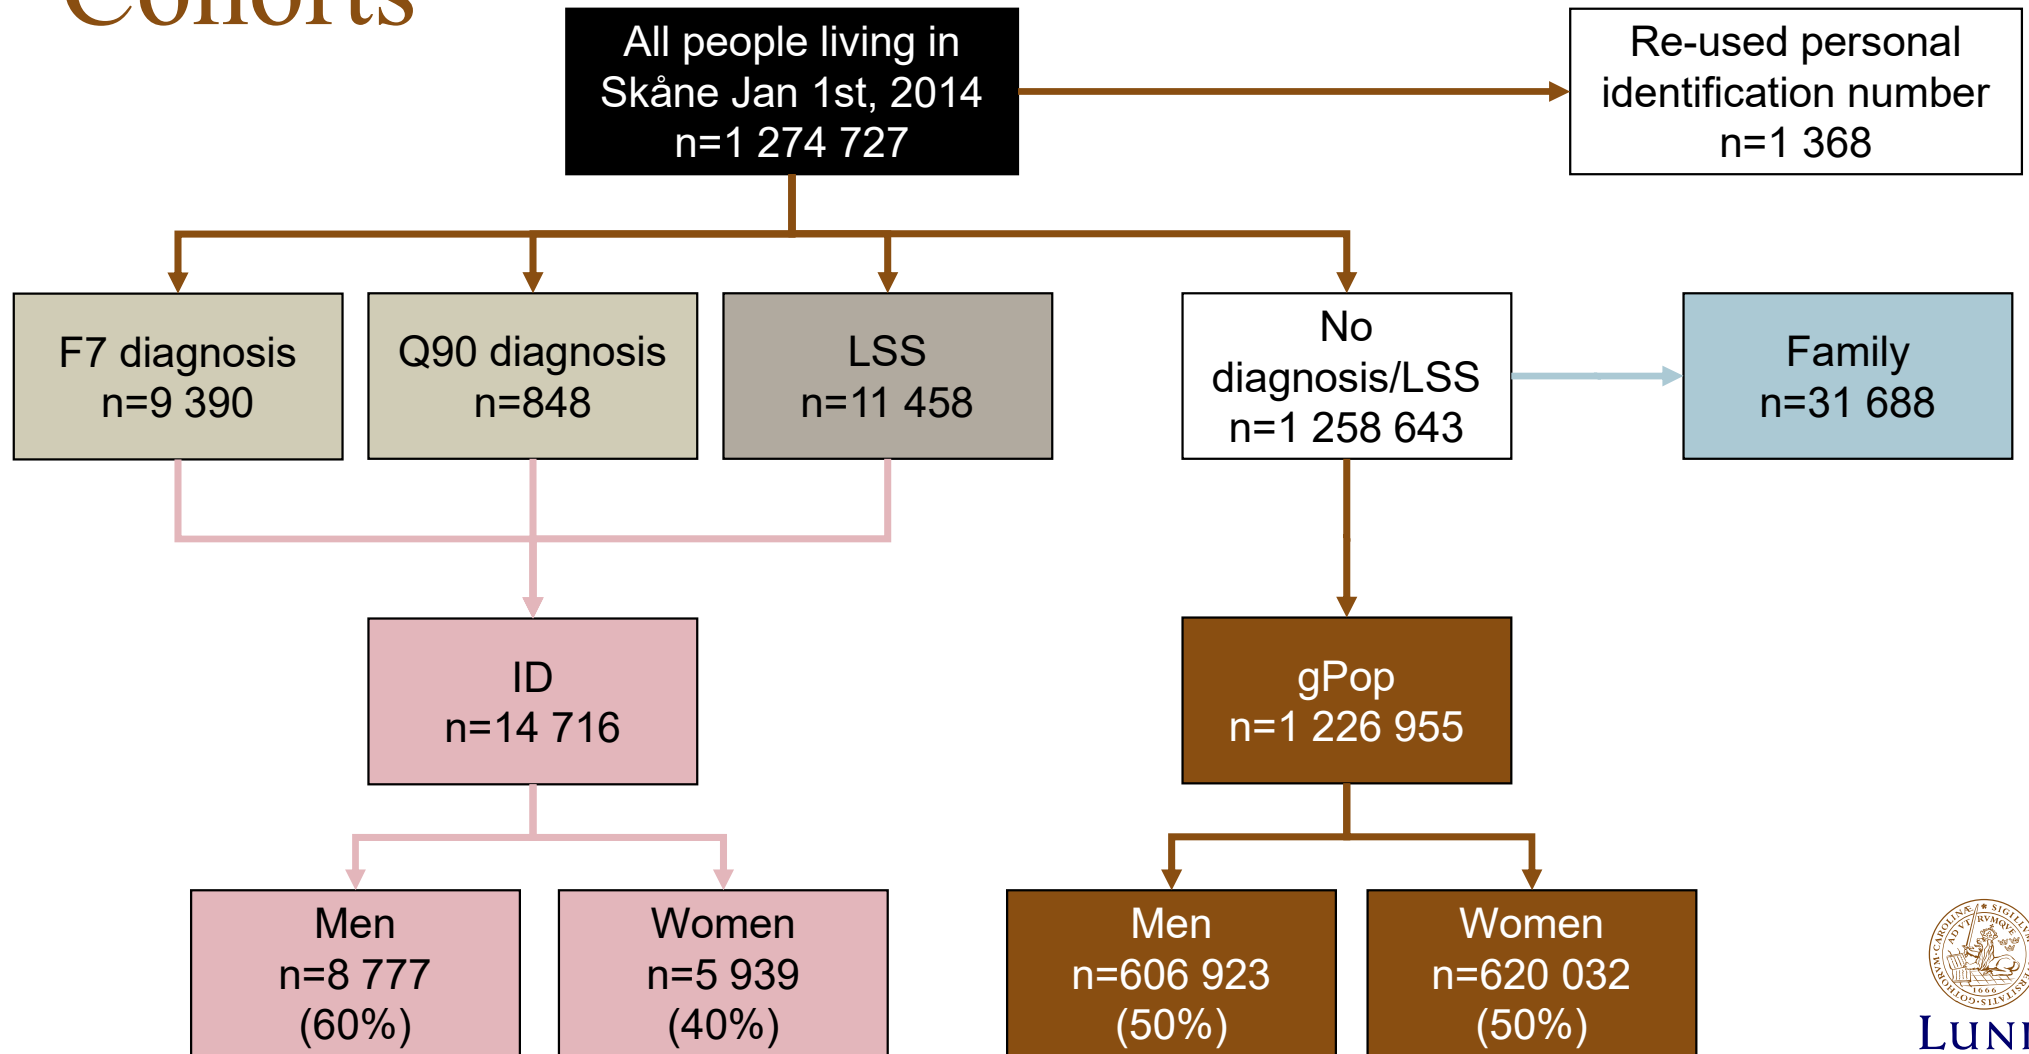 Cohorts
All people living in
Skåne Jan 1st, 2014
n=1 274 727
Re-used personal
identification number
n=1 368
F7 diagnosis
n=9 390
Q90 diagnosis
n=848
LSS
n=11 458
No
diagnosis/LSS
n=1 258 643
Family
n=31 688
ID
n=14 716
gPop
n=1 226 955
Men
n=8 777
(60%)
Women
n=5 939
(40%)
Men
n=606 923
(50%)
Women
n=620 032
(50%)
1666